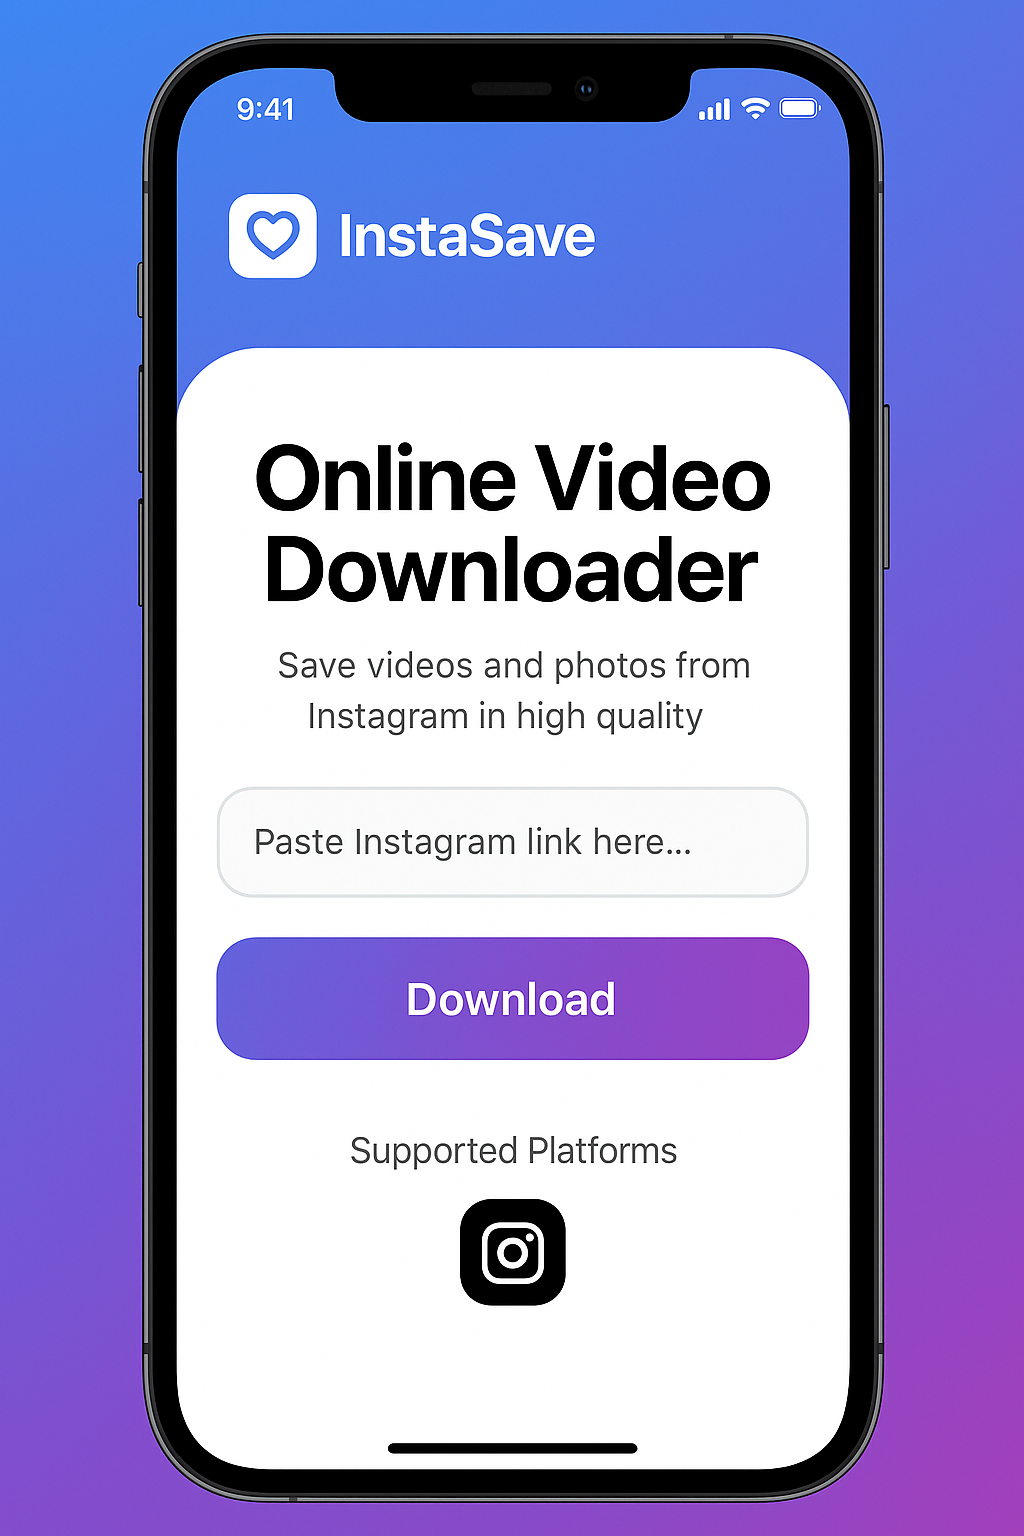 9:41
InstaSave
Online Video
Downloader
Save videos and photos from
Instagram in high quality
Paste Instagram link here...
Download
Supported Platforms